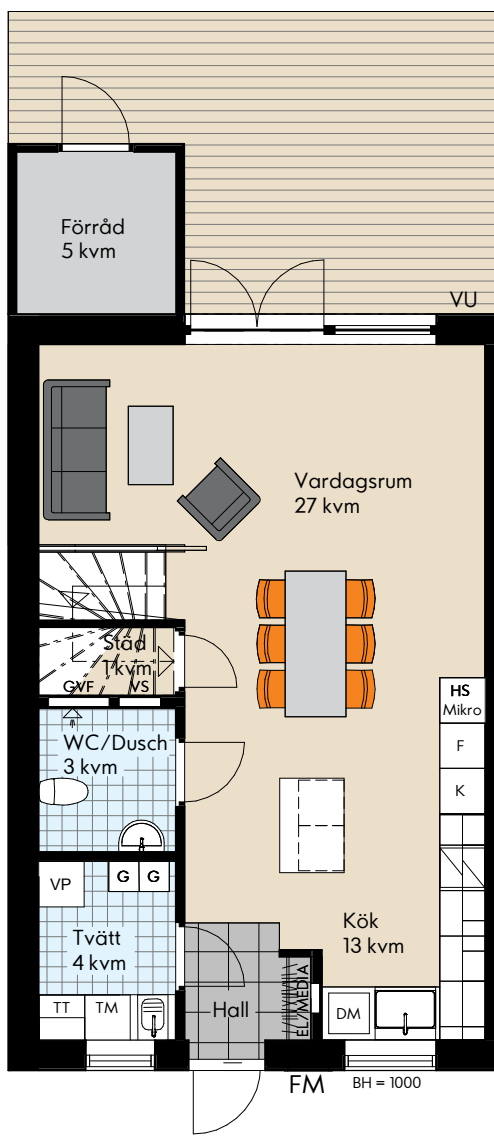 Förråd
5 kvm
VU
Vardagsrum
27 kvm
Städ
1 kvm
GVF
VS
HS
Mikro
WC/Dusch
3 kvm
F
K
VP
G
G
Kök
13 kvm
Tvätt
4 kvm
EL/MEDIA
TT
TM
Hall
DM
FM
BH = 1000